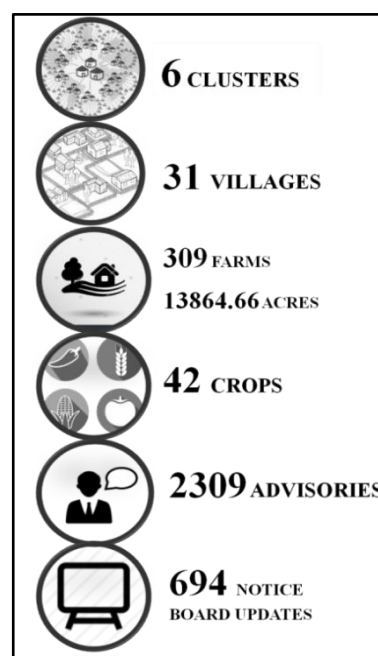 6 CLUSTERS
31 VILLAGES
309 FARMS
13864.66 ACRES
42 CROPS
2309 ADVISORIES
694 NOTICE
BOARD UPDATES